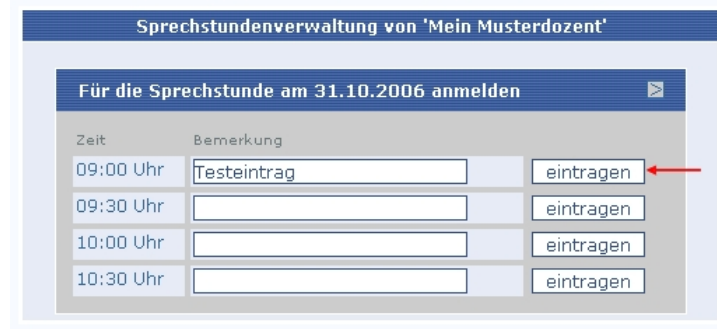 Sprechstundenverwaltung von 'Mein Musterdozent'
Für die Sprechstunde am 31.10.2006 anmelden >
Zeit Bemerkung
09:00 Uhr Testeintrag eintragen
09:30 Uhr eintragen
10:00 Uhr eintragen
10:30 Uhr eintragen